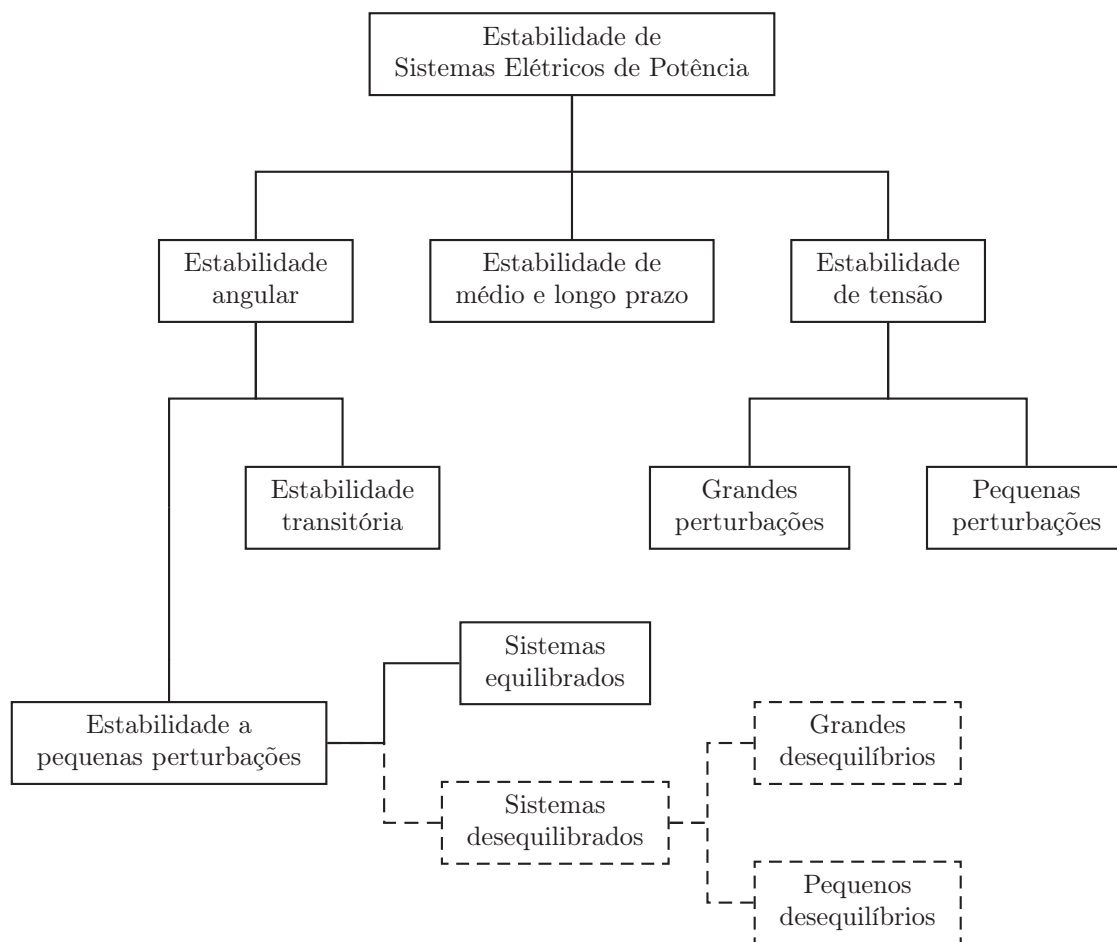 Estabilidade de
Sistemas Elétricos de Potência
Estabilidade
angular
Estabilidade de
médio e longo prazo
Estabilidade
de tensão
Estabilidade
transitória
Grandes
perturbações
Pequenas
perturbações
Sistemas
equilibrados
Estabilidade a
pequenas perturbações
Grandes
desequilíbrios
Sistemas
desequilibrados
Pequenos
desequilíbrios